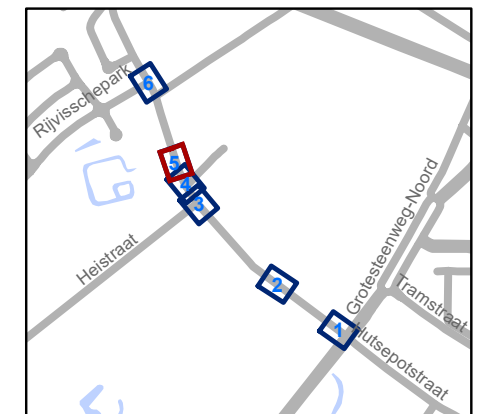 6
Rijvisschepark
5
4
3
Heistraat
Grotesteenweg-Noord
2
Tramstraat
1
Hutsepotstraat